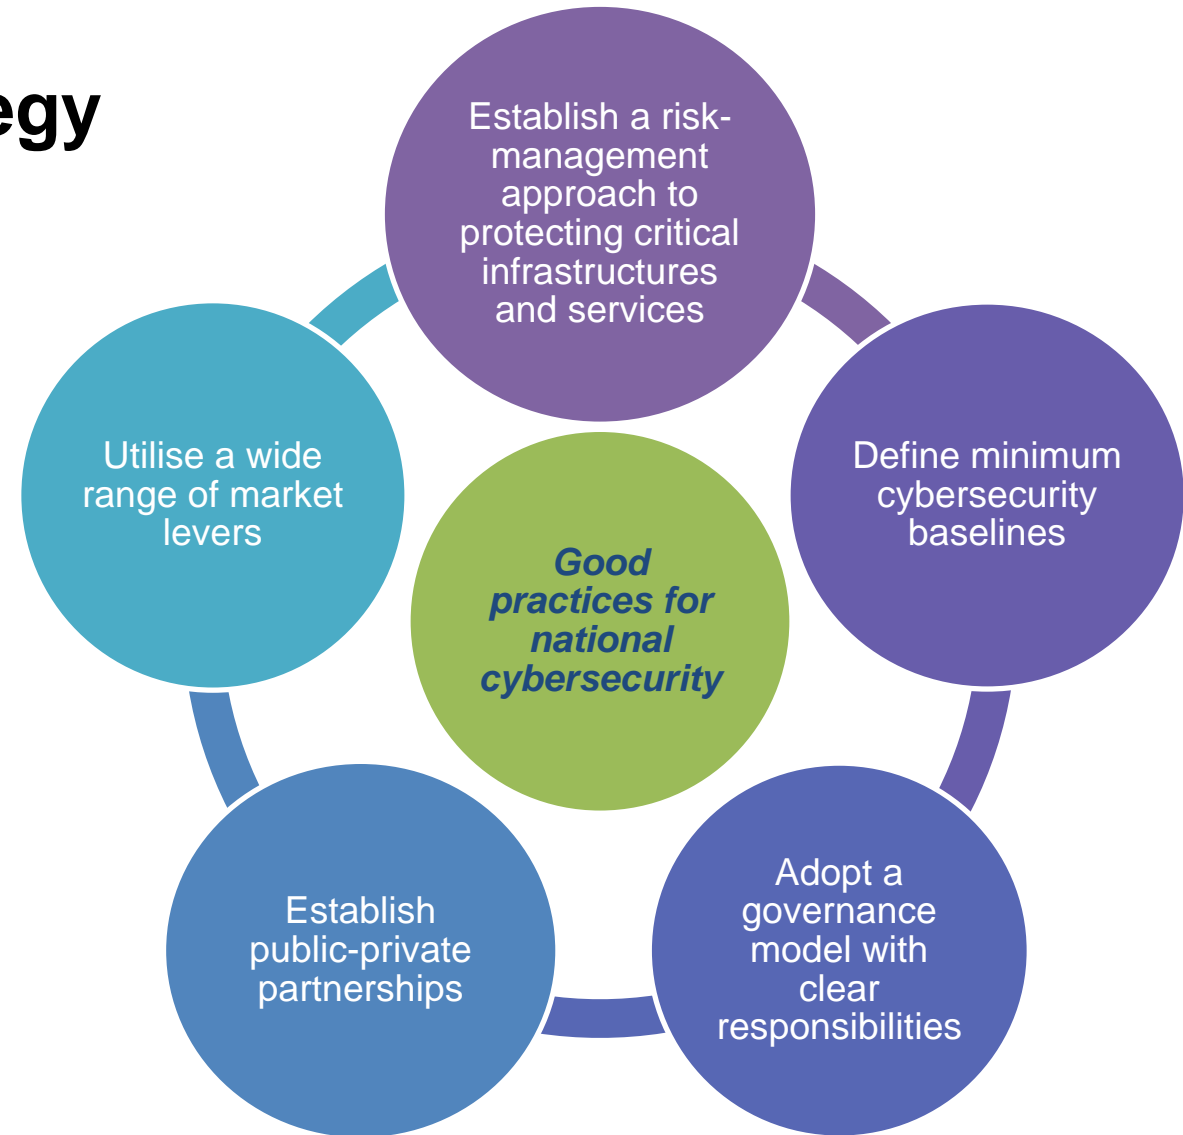 egy
Establish a risk-
management
approach to
protecting critical
infrastructures
and services
Define minimum
cybersecurity
baselines
Adopt a
governance
model with
clear
responsibilities
Establish
public-private
partnerships
Utilise a wide
range of market
levers
Good
practices for
national
cybersecurity